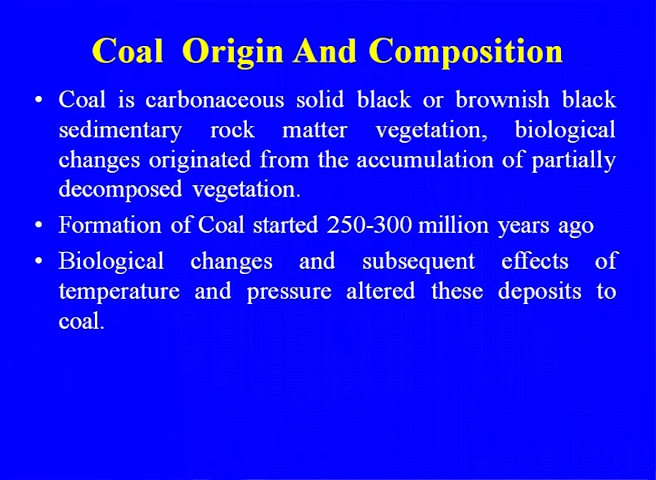 Coal Origin And Composition
• Coal is carbonaceous solid black or brownish black
sedimentary rock matter vegetation, biological
changes originated from the accumulation of partially
decomposed vegetation.
• Formation of Coal started 250-300 million years ago
• Biological changes and subsequent effects of
temperature and pressure altered these deposits to
coal.